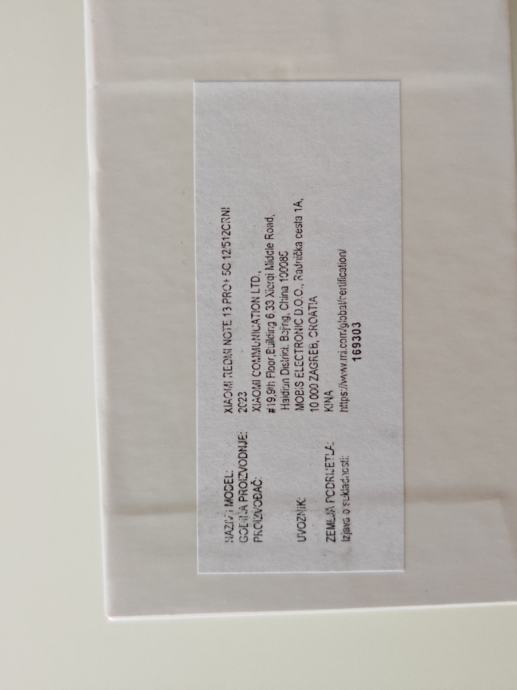 NAZIV I MODEL: XIAOMI REDMI NOTE 13 PRO+ 5G 12/512CRNI
GODINA PROIZVODNJE: 2023
PROIZVOĐAČ: XIAOMI COMMUNICATION LTD.,
#19,9th Floor,Building 6 33 Xierqi Middle Road,
Haidian District, Bejing, China 100085
UVOZNIK: MOBIS ELECTRONIC D.O.O., Radnička cesta 1A,
10 000 ZAGREB, CROATIA
ZEMLJA PODRIJETLA: KINA
Izjava o sukladnosti: https://www.mi.com/global/certification/
169303